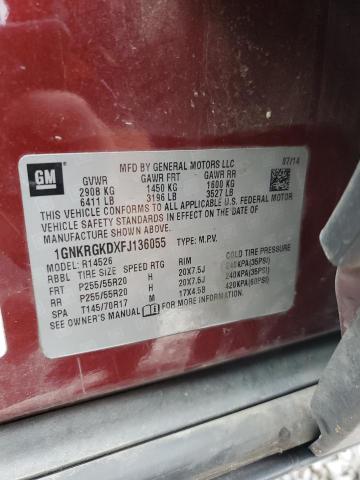 GM
MFD BY GENERAL MOTORS LLC 07/14
GVWR GAWR FRT GAWR RR
2908 KG 1450 KG 1600 KG
6411 LB 3196 LB 3527 LB
THIS VEHICLE CONFORMS TO ALL APPLICABLE U.S. FEDERAL MOTOR
VEHICLE SAFETY STANDARDS IN EFFECT ON THE DATE OF
MANUFACTURE SHOWN ABOVE.
1GNKRGKDXFJ136055 TYPE: M.P.V.
MODEL: R14526
RBBL TIRE SIZE SPEED RTG RIM COLD TIRE PRESSURE
FRT P255/55R20 H 20X7.5J 240KPA(35PSI)
RR P255/55R20 H 20X7.5J 240KPA(35PSI)
SPA T145/70R17 M 17X4.5B 420KPA(60PSI)
SEE OWNERS MANUAL FOR MORE INFORMATION